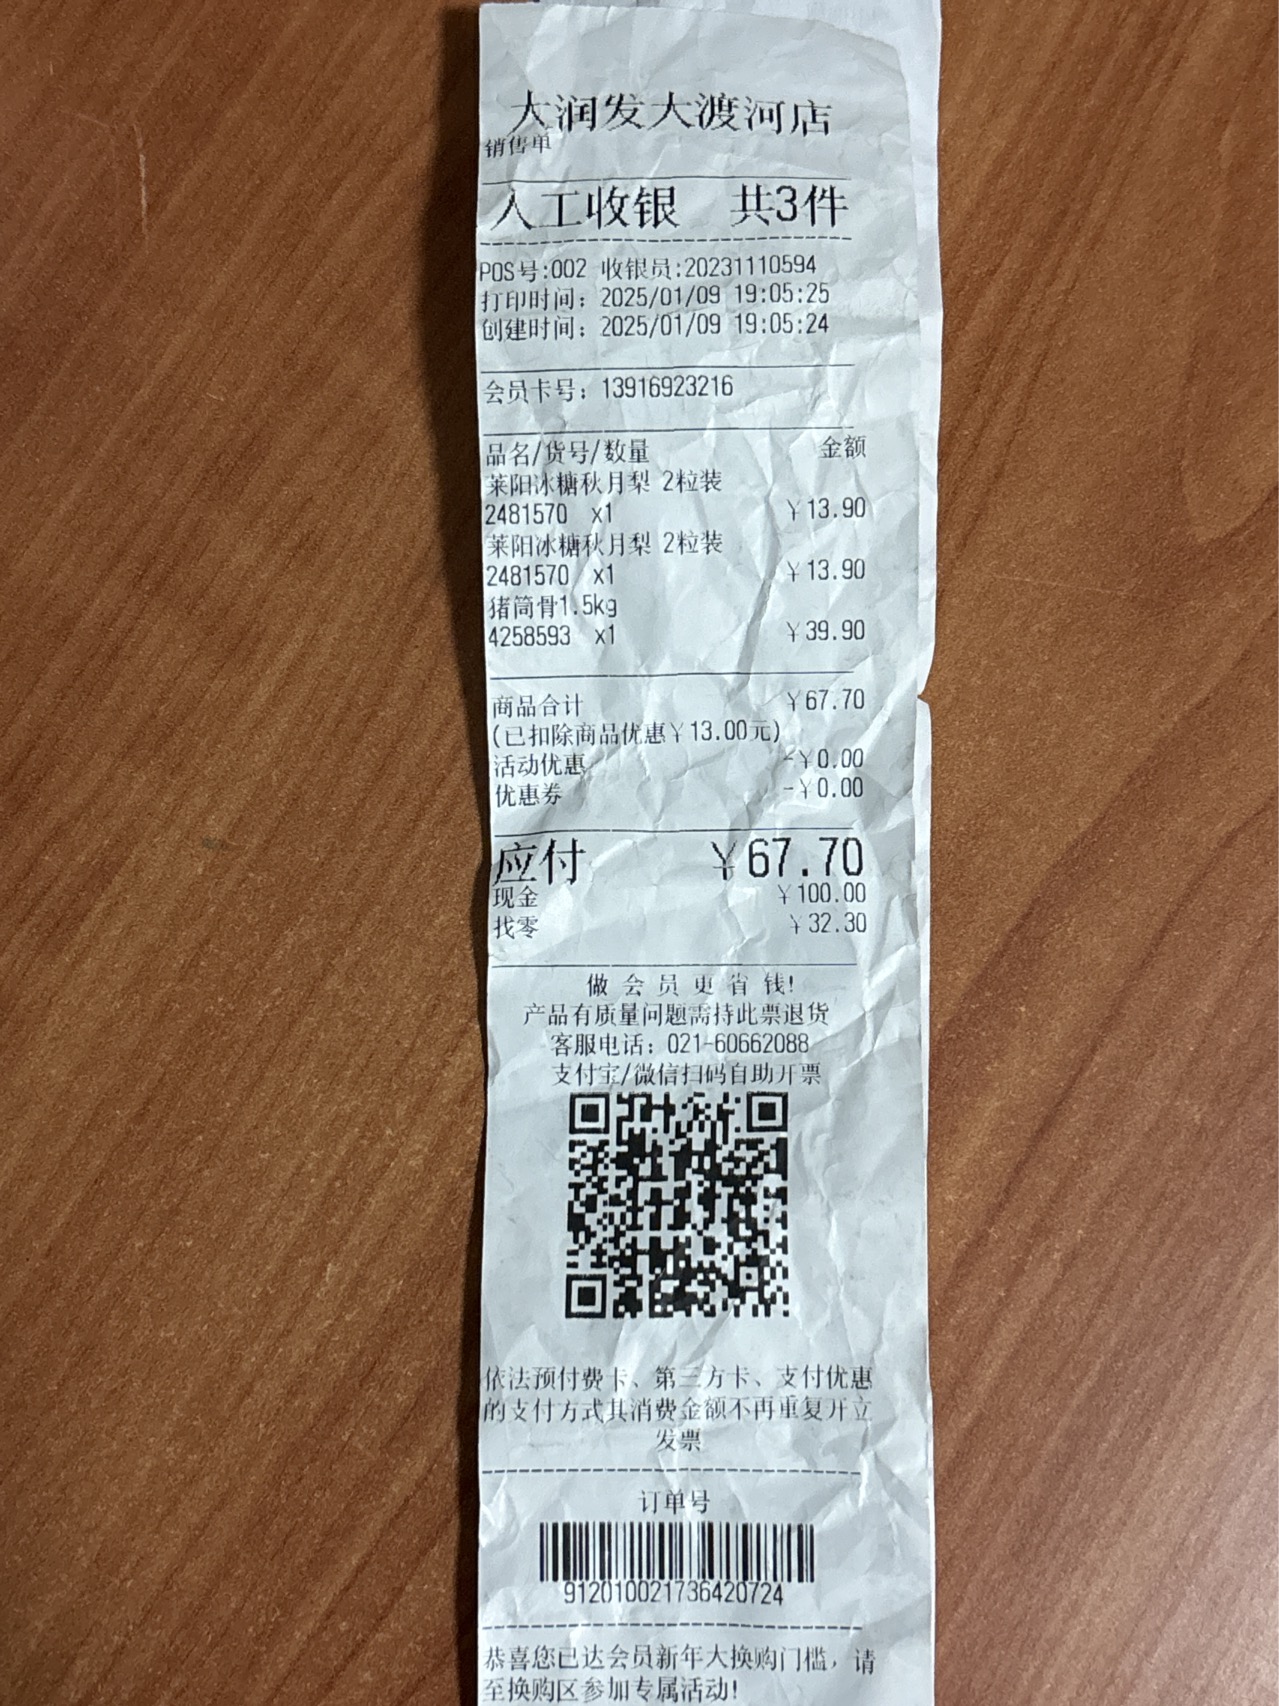 大润发大渡河店
销售单
人工收银 共3件
POS号:002 收银员:20231110594
打印时间：2025/01/09 19:05:25
创建时间：2025/01/09 19:05:24
会员卡号：13916923216
品名/货号/数量 金额
莱阳冰糖秋月梨 2粒装
2481570 x1 ￥13.90
莱阳冰糖秋月梨 2粒装
2481570 x1 ￥13.90
猪筒骨1.5kg
4258593 x1 ￥39.90
商品合计 ￥67.70
(已扣除商品优惠￥13.00元)
活动优惠 -￥0.00
优惠券 -￥0.00
应付 ￥67.70
现金 ￥100.00
找零 ￥32.30
做会员更省钱!
产品有质量问题需持此票退货
客服电话：021-60662088
支付宝/微信扫码自助开票
依法预付费卡、第三方卡、支付优惠
的支付方式其消费金额不再重复开立
发票
订单号
912010021736420724
恭喜您已达会员新年大换购门槛，请
至换购区参加专属活动!